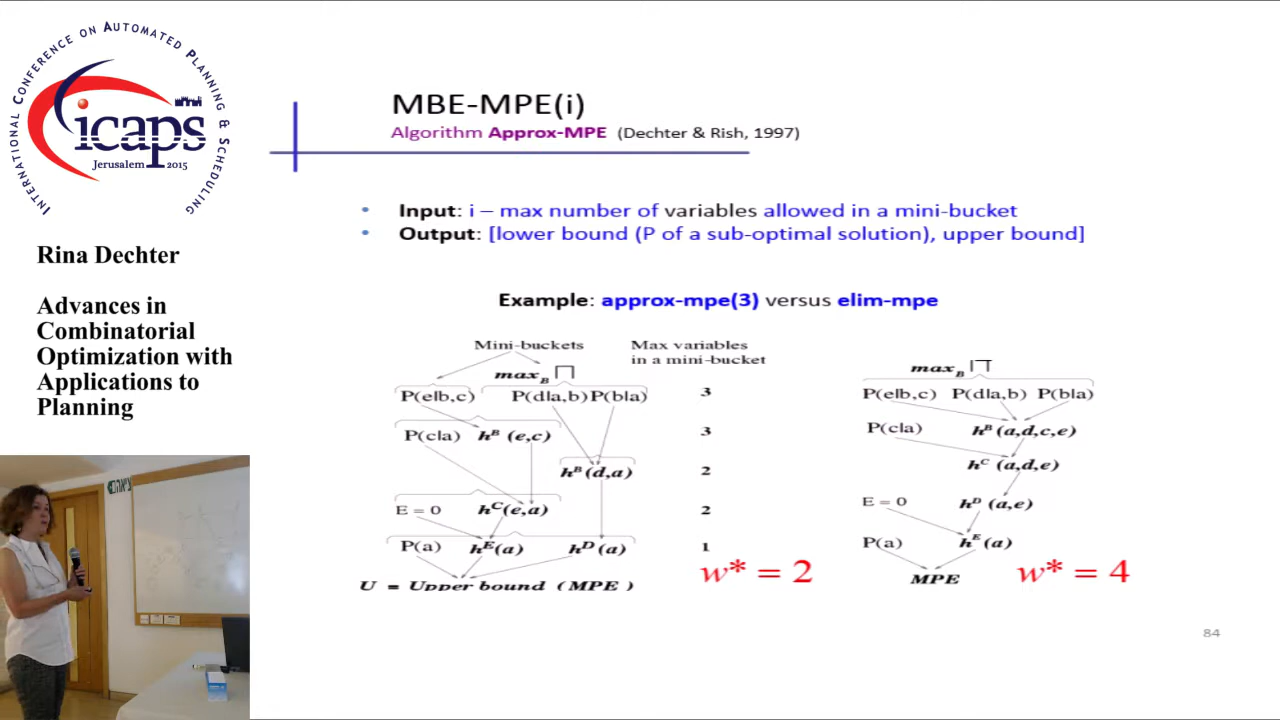 INTERNATIONAL CONFERENCE ON AUTOMATED PLANNING & SCHEDULING
icaps
Jerusalem 2015
Rina Dechter
Advances in
Combinatorial
Optimization with
Applications to
Planning
MBE-MPE(i)
Algorithm Approx-MPE (Dechter & Rish, 1997)
• Input: i – max number of variables allowed in a mini-bucket
• Output: [lower bound (P of a sub-optimal solution), upper bound]
Example: approx-mpe(3) versus elim-mpe
Mini-buckets
Max variables
in a mini-bucket
max_B ∏
P(e|b,c) P(d|a,b) P(b|a)
3
P(c|a) h^B (e,c)
3
h^B (d,a)
2
E = 0 h^C (e,a)
2
P(a) h^E (a) h^D (a)
1
U = Upper bound (MPE)
w* = 2
max_B ∏
P(e|b,c) P(d|a,b) P(b|a)
P(c|a) h^B (a,d,c,e)
h^C (a,d,e)
E = 0 h^D (a,e)
P(a) h^E (a)
MPE
w* = 4
84